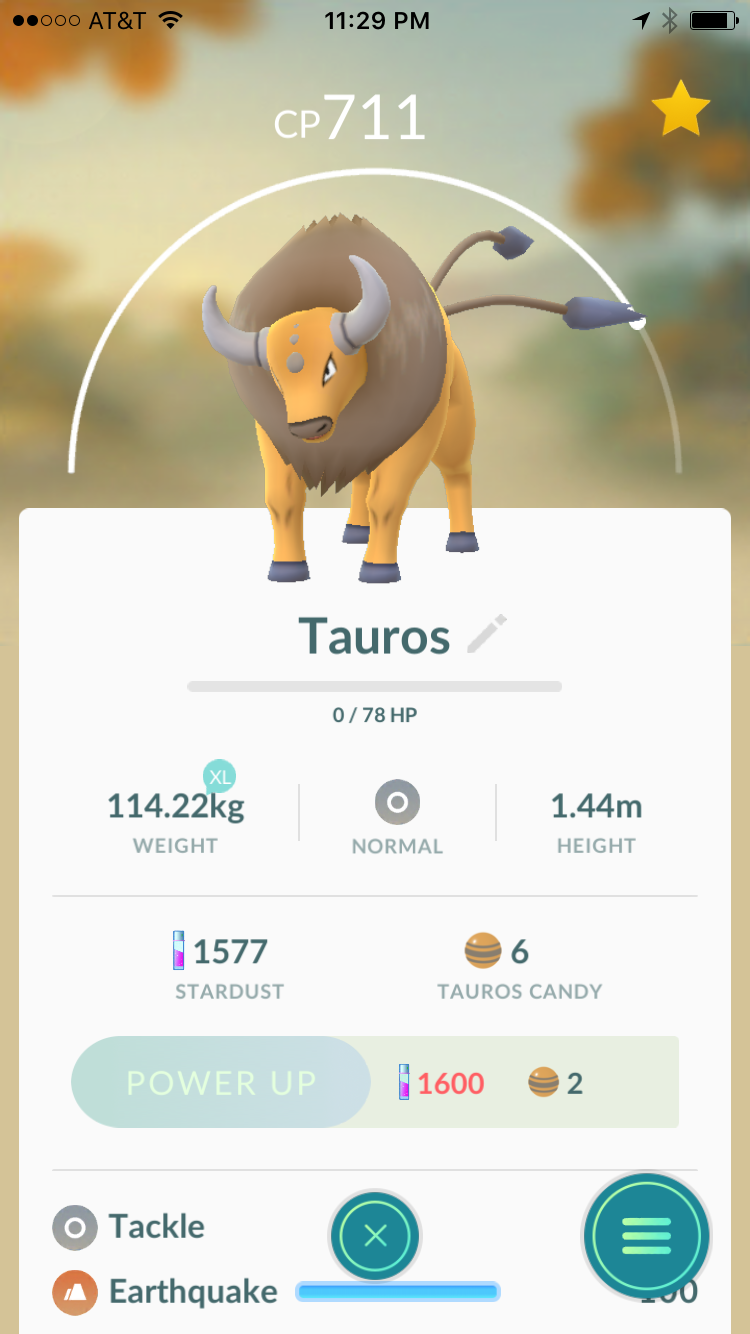 AT&T 11:29 PM
CP711
Tauros
0 / 78 HP
XL
114.22kg 1.44m
WEIGHT NORMAL HEIGHT
1577 6
STARDUST TAUROS CANDY
POWER UP 1600 2
Tackle
Earthquake 100